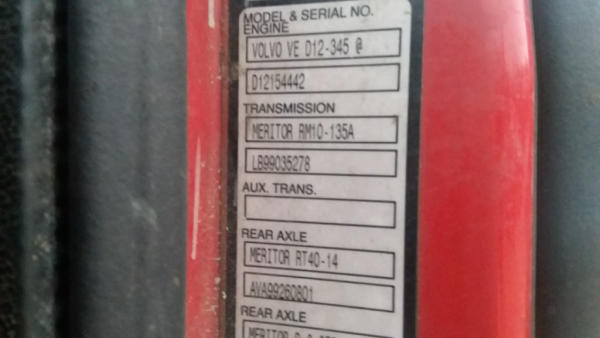 MODEL & SERIAL NO.
ENGINE
VOLVO VE D12-345 @
D12154442
TRANSMISSION
MERITOR RM10-135A
LB99035278
AUX. TRANS.
REAR AXLE
MERITOR RT40-14
AVA99260801
REAR AXLE
MERITOR